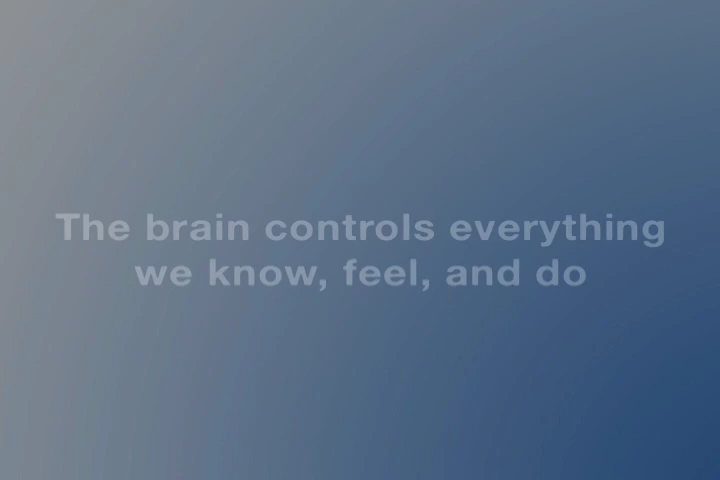 The brain controls everything
we know, feel, and do